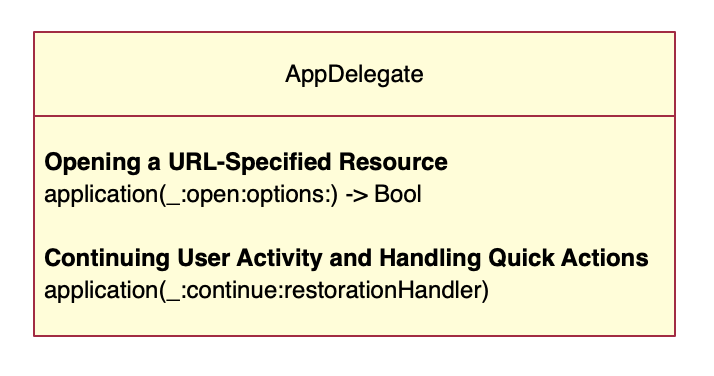 AppDelegate
Opening a URL-Specified Resource
application(_:open:options:) -> Bool
Continuing User Activity and Handling Quick Actions
application(_:continue:restorationHandler)